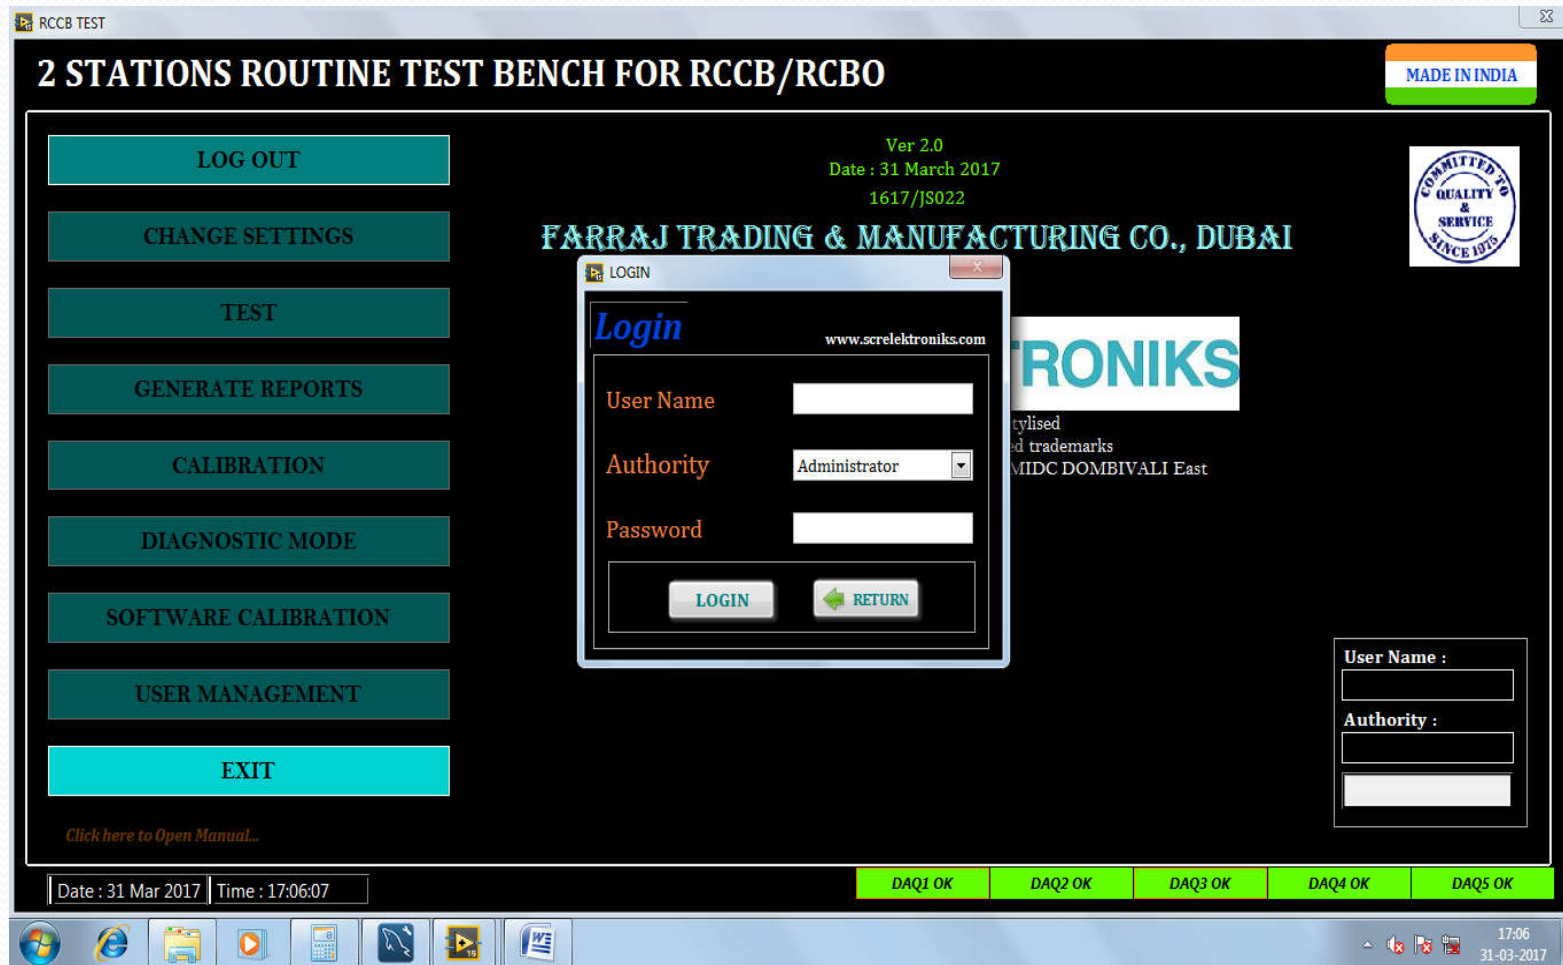 RCCB TEST
2 STATIONS ROUTINE TEST BENCH FOR RCCB/RCBO
MADE IN INDIA
LOG OUT
CHANGE SETTINGS
TEST
GENERATE REPORTS
CALIBRATION
DIAGNOSTIC MODE
SOFTWARE CALIBRATION
USER MANAGEMENT
EXIT
Click here to Open Manual...
Ver 2.0
Date : 31 March 2017
1617/JS022
FARRAJ TRADING & MANUFACTURING CO., DUBAI
COMMITTED TO
QUALITY
&
SERVICE
SINCE 1975
LOGIN
Login
www.screlektroniks.com
User Name
Authority
Administrator
Password
LOGIN
RETURN
TRONIKS
tylised
ed trademarks
MIDC DOMBIVALI East
User Name :
Authority :
Date : 31 Mar 2017
Time : 17:06:07
DAQ1 OK
DAQ2 OK
DAQ3 OK
DAQ4 OK
DAQ5 OK
17:06
31-03-2017